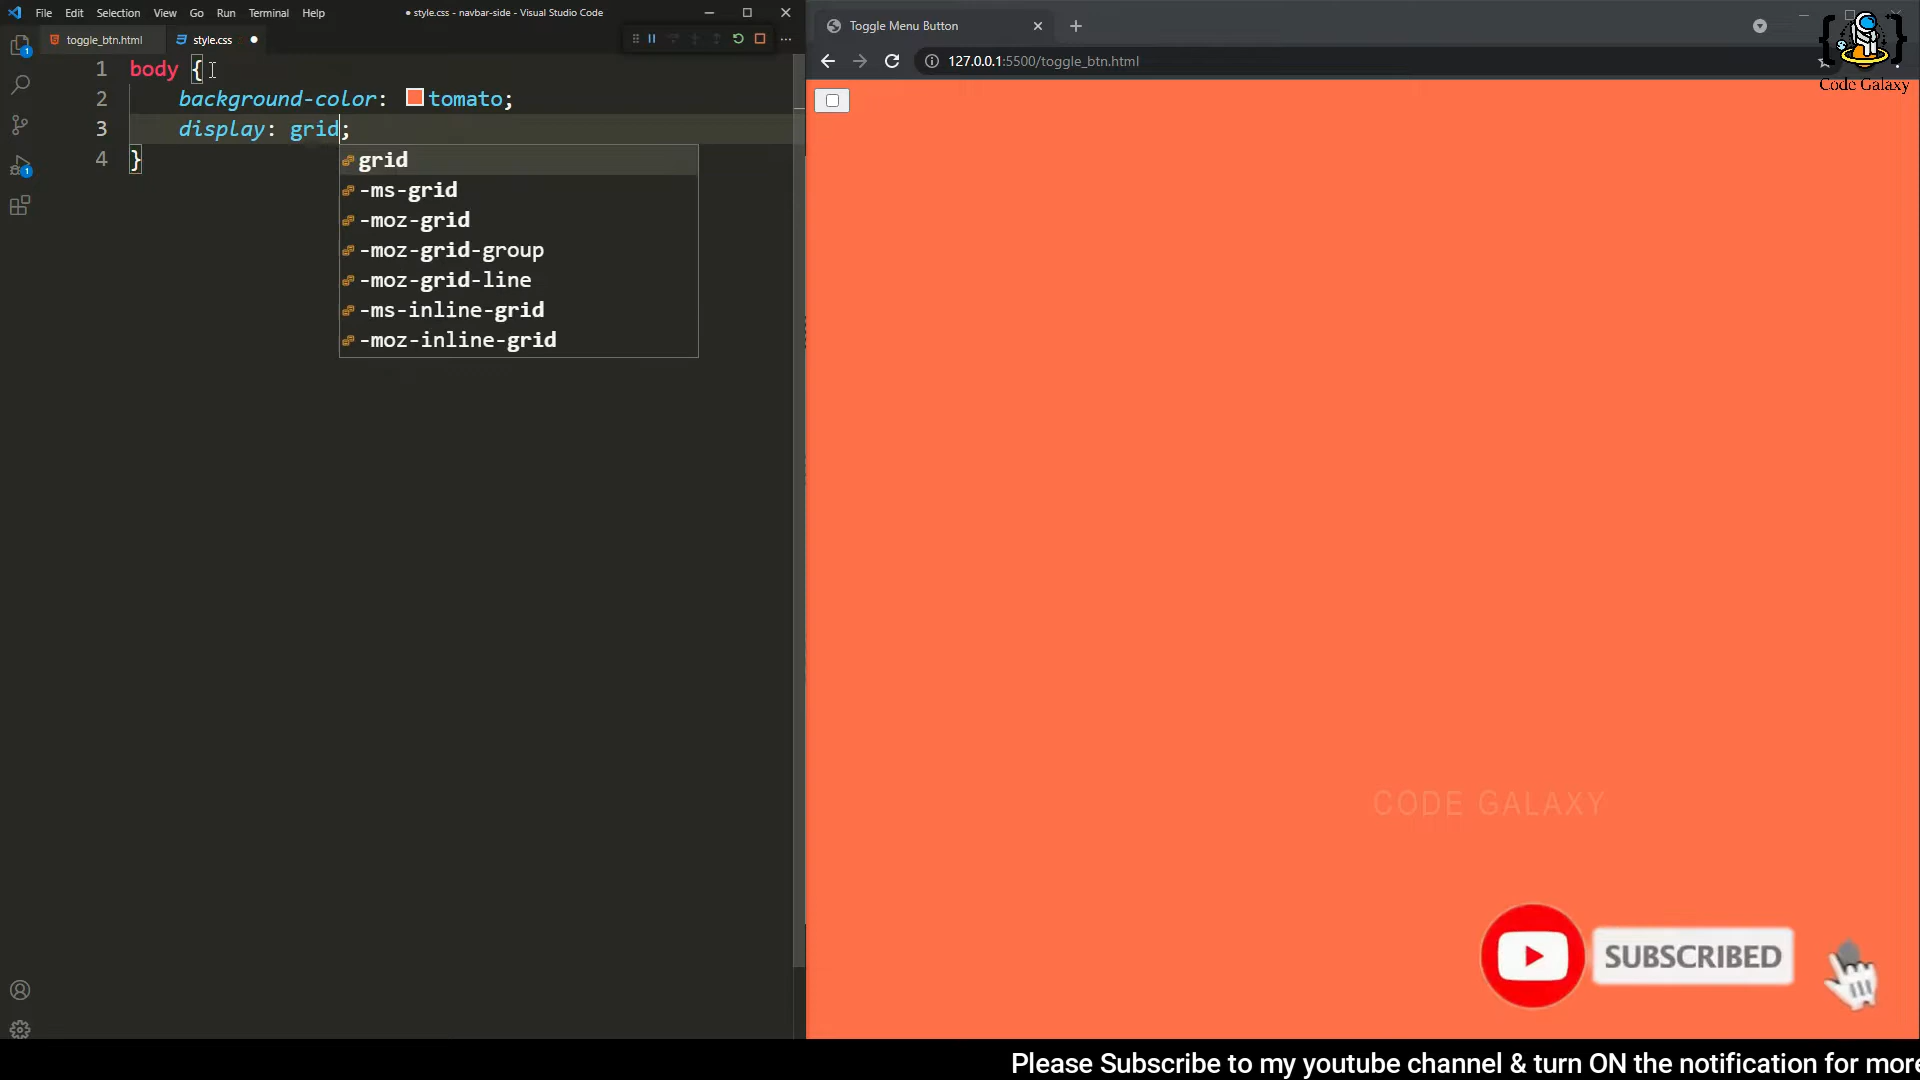 File Edit Selection View Go Run Terminal Help
● style.css - navbar-side - Visual Studio Code
toggle_btn.html
style.css ●
1 body {
2 background-color: tomato;
3 display: grid;
4 }
grid
-ms-grid
-moz-grid
-moz-grid-group
-moz-grid-line
-ms-inline-grid
-moz-inline-grid
1
1
Toggle Menu Button
127.0.0.1:5500/toggle_btn.html
{ }
Code Galaxy
CODE GALAXY
SUBSCRIBED
Please Subscribe to my youtube channel & turn ON the notification for more